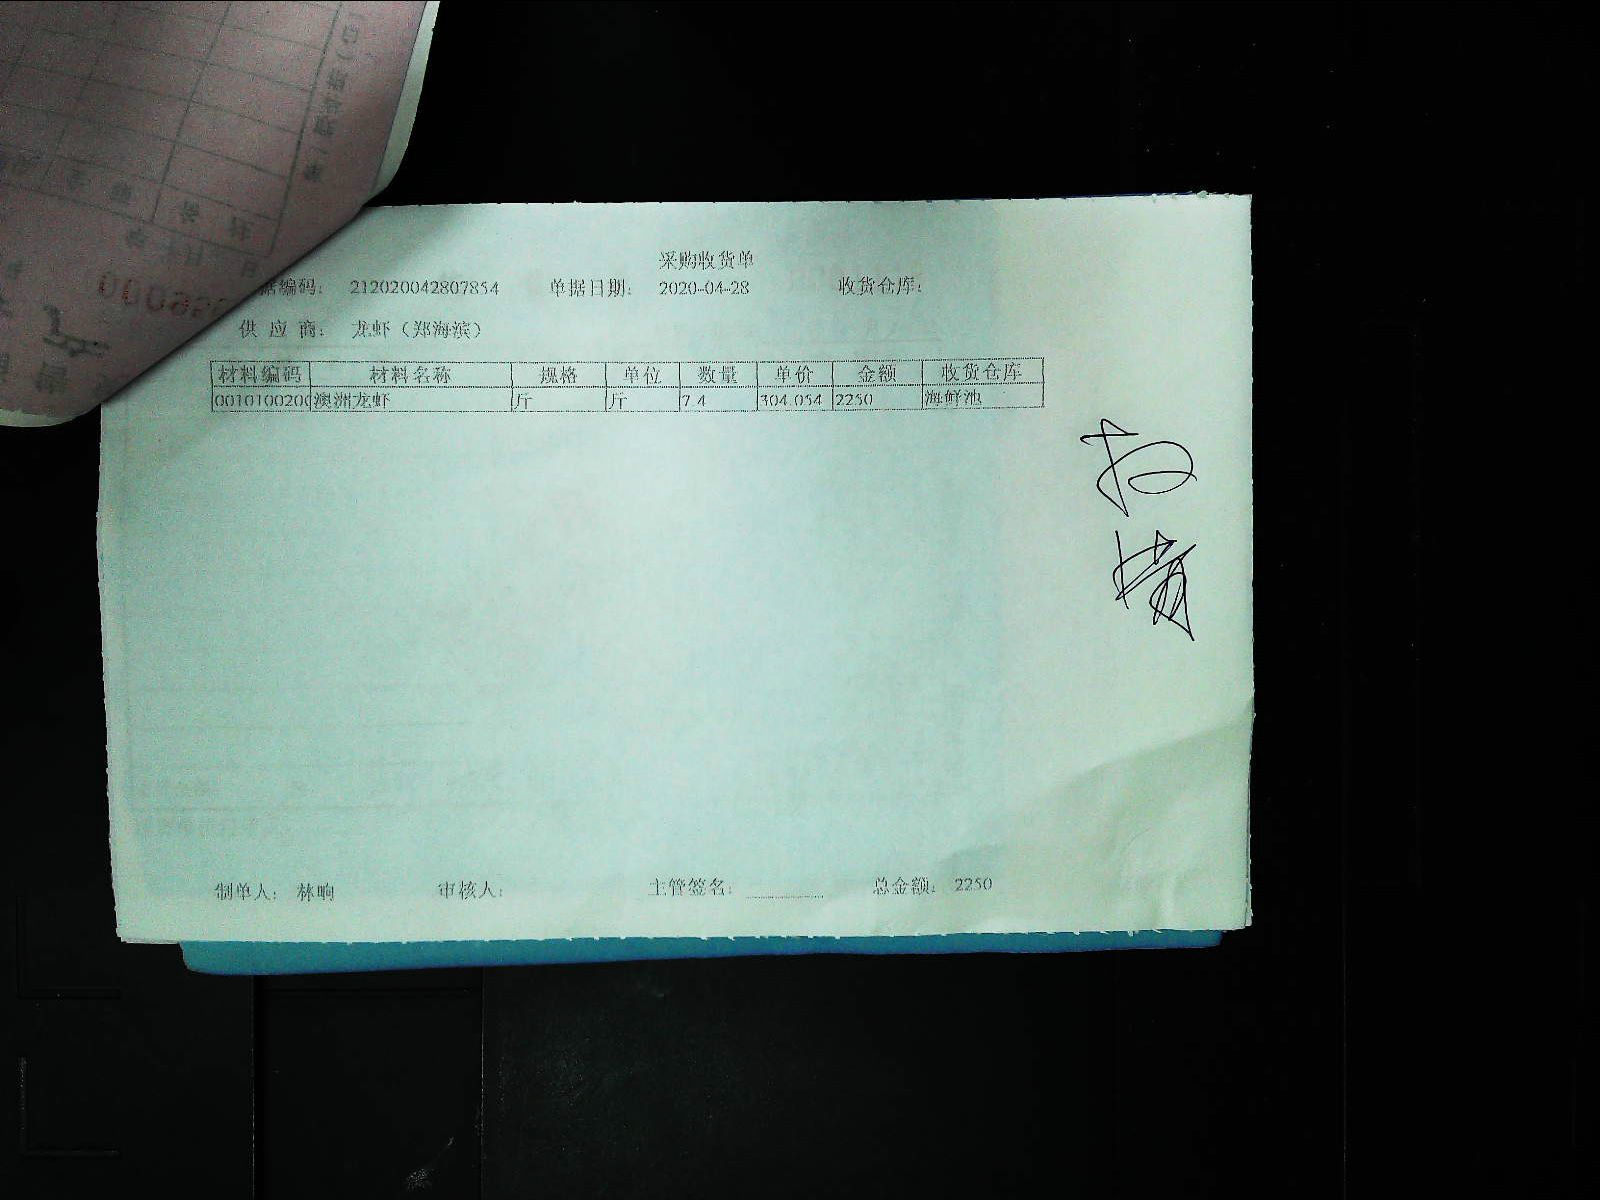 采购收货单
据编码： 212020042807854 单据日期： 2020-04-28 收货仓库：
供 应 商： 龙虾（郑海滨）
材料编码 材料名称 规格 单位 数量 单价 金额 收货仓库
0010100200 澳洲龙虾 斤 斤 7.4 304.054 2250 海鲜池
制单人： 林响 审核人： 主管签名： 总金额： 2250